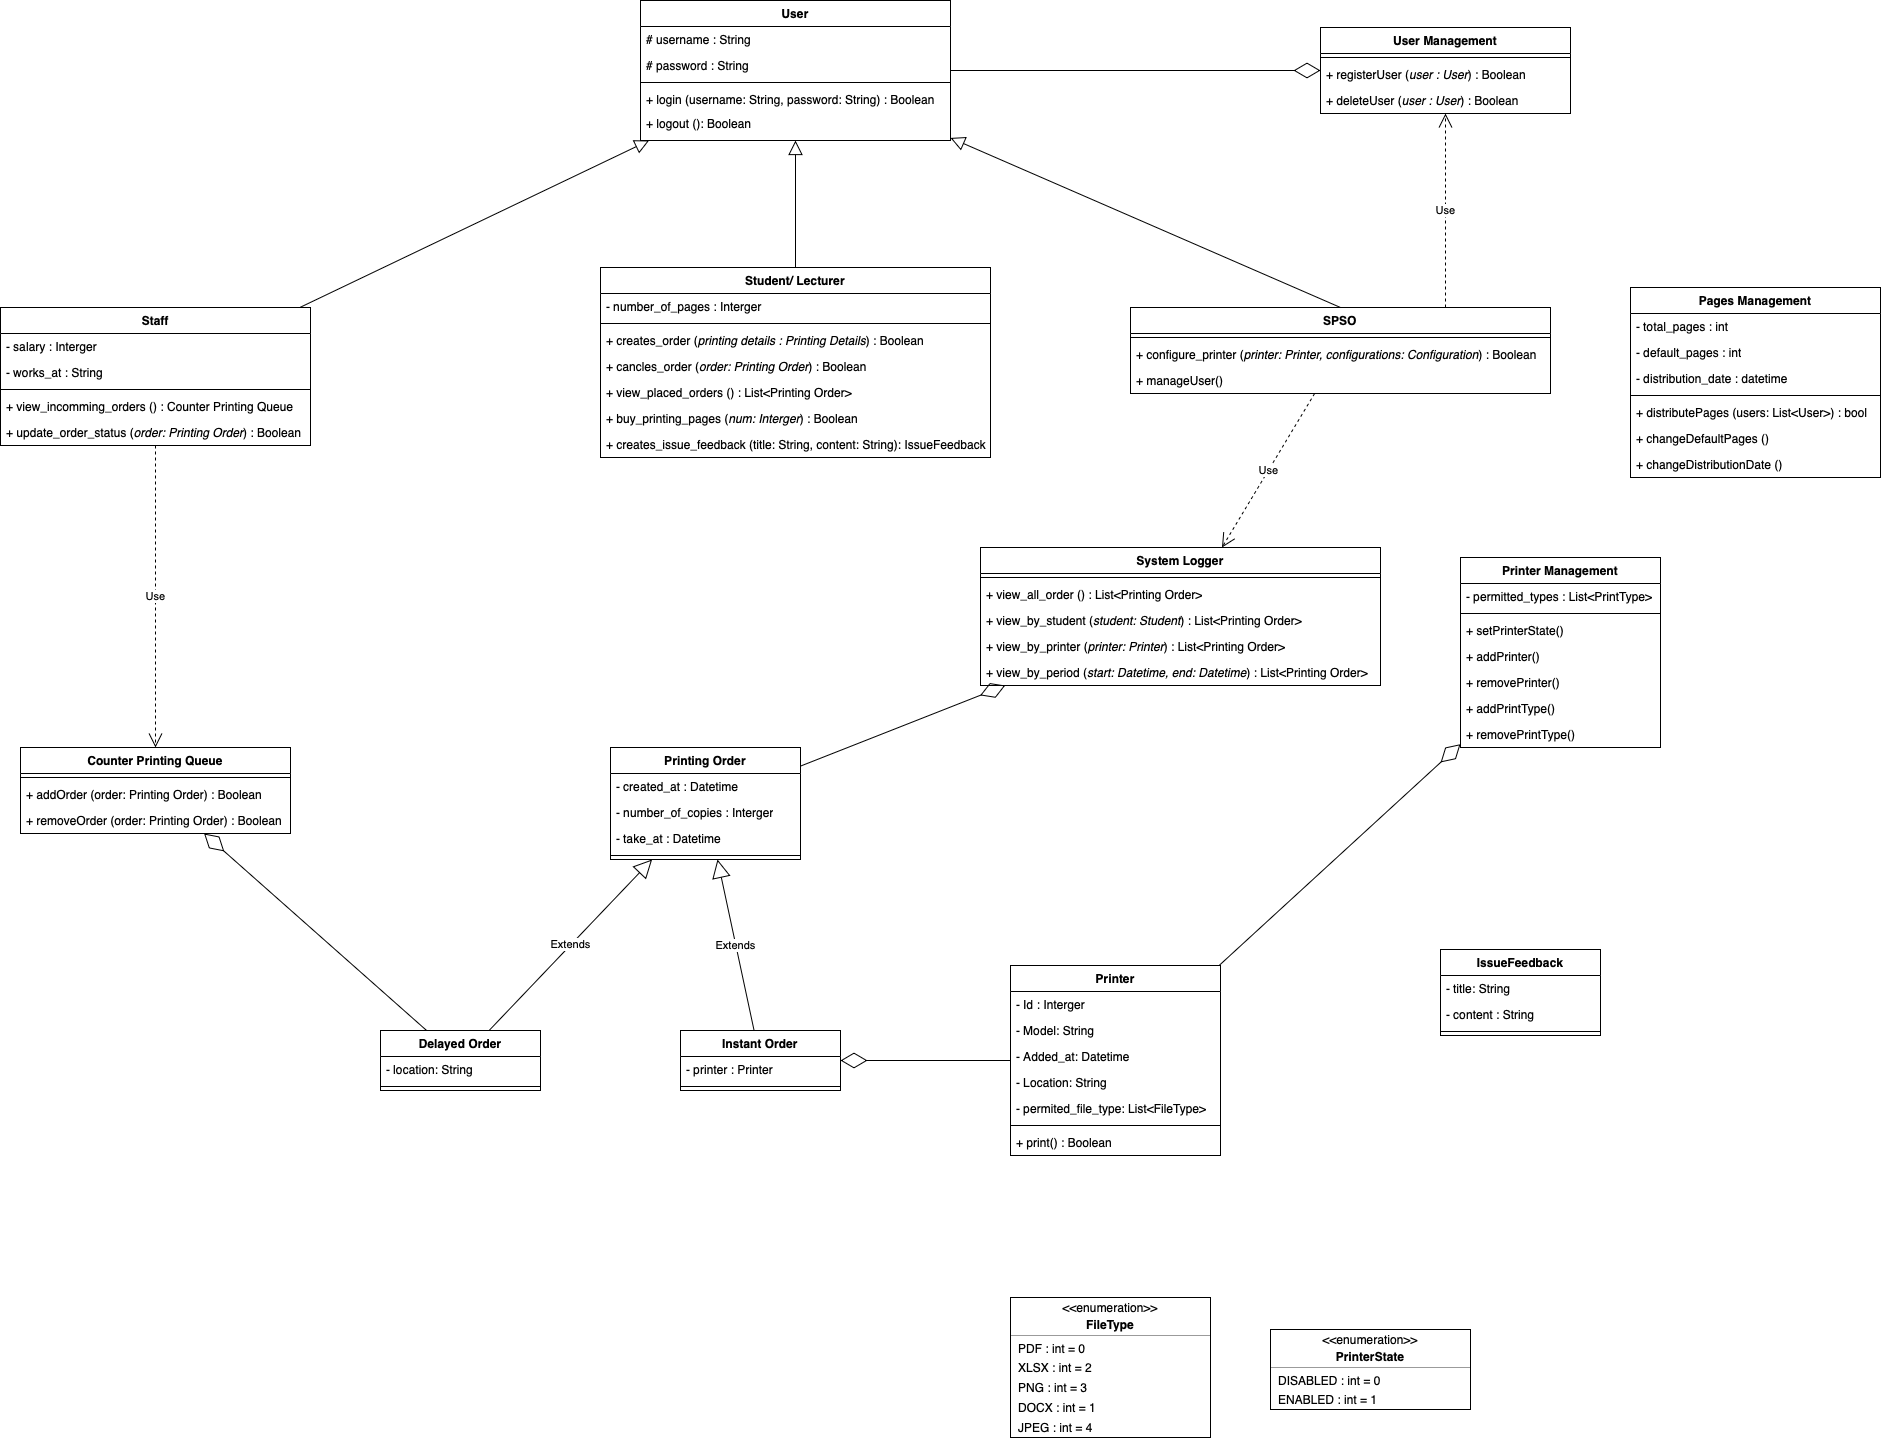 User
# username : String
# password : String
+ login (username: String, password: String) : Boolean
+ logout (): Boolean
User Management
+ registerUser (user : User) : Boolean
+ deleteUser (user : User) : Boolean
Use
Staff
- salary : Interger
- works_at : String
+ view_incomming_orders () : Counter Printing Queue
+ update_order_status (order: Printing Order) : Boolean
Student/ Lecturer
- number_of_pages : Interger
+ creates_order (printing details : Printing Details) : Boolean
+ cancles_order (order: Printing Order) : Boolean
+ view_placed_orders () : List<Printing Order>
+ buy_printing_pages (num: Interger) : Boolean
+ creates_issue_feedback (title: String, content: String): IssueFeedback
SPSO
+ configure_printer (printer: Printer, configurations: Configuration) : Boolean
+ manageUser()
Pages Management
- total_pages : int
- default_pages : int
- distribution_date : datetime
+ distributePages (users: List<User>) : bool
+ changeDefaultPages ()
+ changeDistributionDate ()
Use
Use
System Logger
+ view_all_order () : List<Printing Order>
+ view_by_student (student: Student) : List<Printing Order>
+ view_by_printer (printer: Printer) : List<Printing Order>
+ view_by_period (start: Datetime, end: Datetime) : List<Printing Order>
Printer Management
- permitted_types : List<PrintType>
+ setPrinterState()
+ addPrinter()
+ removePrinter()
+ addPrintType()
+ removePrintType()
Counter Printing Queue
+ addOrder (order: Printing Order) : Boolean
+ removeOrder (order: Printing Order) : Boolean
Printing Order
- created_at : Datetime
- number_of_copies : Interger
- take_at : Datetime
Extends
Extends
Delayed Order
- location: String
Instant Order
- printer : Printer
Printer
- Id : Interger
- Model: String
- Added_at: Datetime
- Location: String
- permited_file_type: List<FileType>
+ print() : Boolean
IssueFeedback
- title: String
- content : String
<<enumeration>>
FileType
PDF : int = 0
XLSX : int = 2
PNG : int = 3
DOCX : int = 1
JPEG : int = 4
<<enumeration>>
PrinterState
DISABLED : int = 0
ENABLED : int = 1